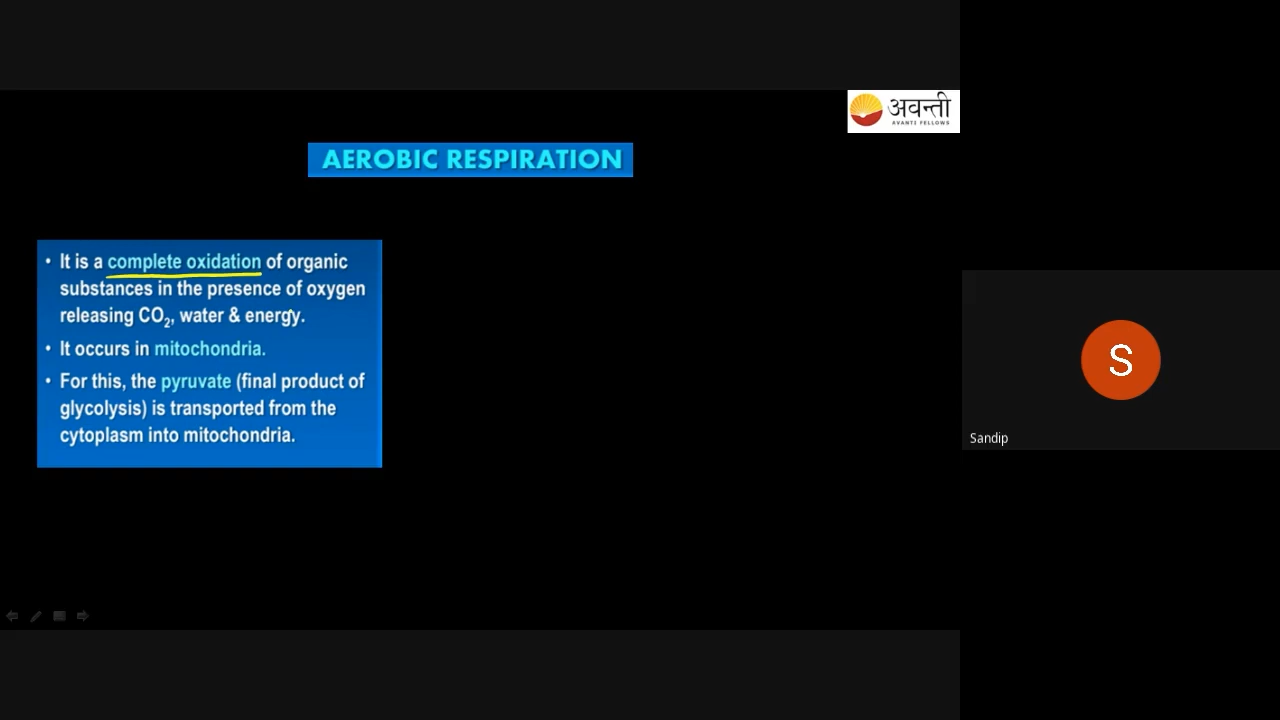 अवन्ती
AVANTI FELLOWS
AEROBIC RESPIRATION
• It is a complete oxidation of organic
substances in the presence of oxygen
releasing CO₂, water & energy.
• It occurs in mitochondria.
• For this, the pyruvate (final product of
glycolysis) is transported from the
cytoplasm into mitochondria.
S
Sandip